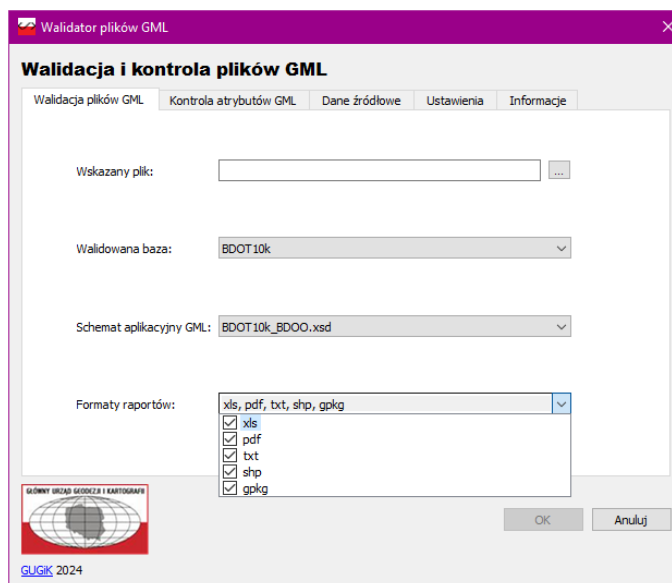 Walidator plików GML
Walidacja i kontrola plików GML
Walidacja plików GML Kontrola atrybutów GML Dane źródłowe Ustawienia Informacje
Wskazany plik: ...
Walidowana baza: BDOT10k
Schemat aplikacyjny GML: BDOT10k_BDOO.xsd
Formaty raportów: xls, pdf, txt, shp, gpkg
xls
pdf
txt
shp
gpkg
GŁÓWNY URZĄD GEODEZJI I KARTOGRAFII
OK Anuluj
GUGiK 2024